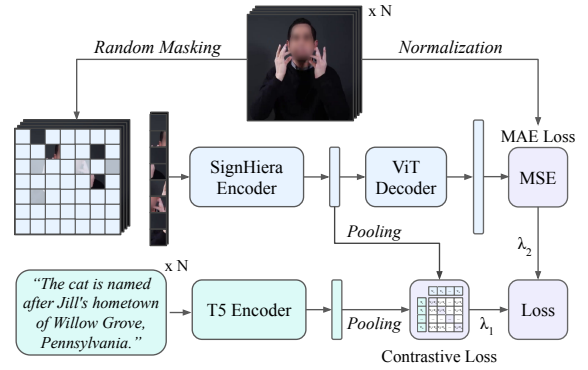 x N
Random Masking
Normalization
MAE Loss
SignHiera
Encoder
ViT
Decoder
MSE
Pooling
λ2
x N
“The cat is named
after Jill's hometown
of Willow Grove,
Pennsylvania.”
T5 Encoder
Pooling
λ1
Loss
Contrastive Loss